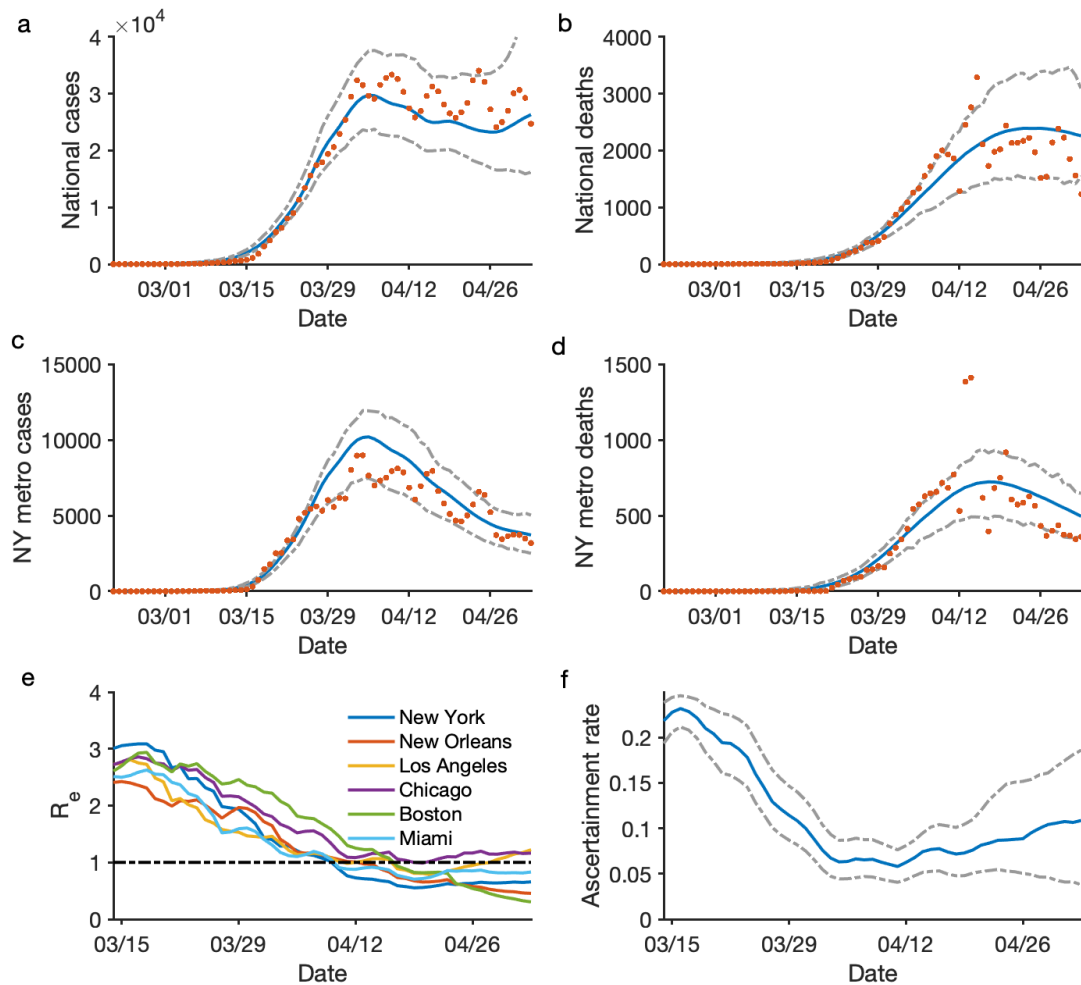 a
×10⁴
National cases
4
3
2
1
0
03/01 03/15 03/29 04/12 04/26
Date
b
National deaths
4000
3000
2000
1000
0
03/01 03/15 03/29 04/12 04/26
Date
c
NY metro cases
15000
10000
5000
0
03/01 03/15 03/29 04/12 04/26
Date
d
NY metro deaths
1500
1000
500
0
03/01 03/15 03/29 04/12 04/26
Date
e
R_e
4
3
2
1
0
New York
New Orleans
Los Angeles
Chicago
Boston
Miami
03/15 03/29 04/12 04/26
Date
f
Ascertainment rate
0.2
0.15
0.1
0.05
0
03/15 03/29 04/12 04/26
Date